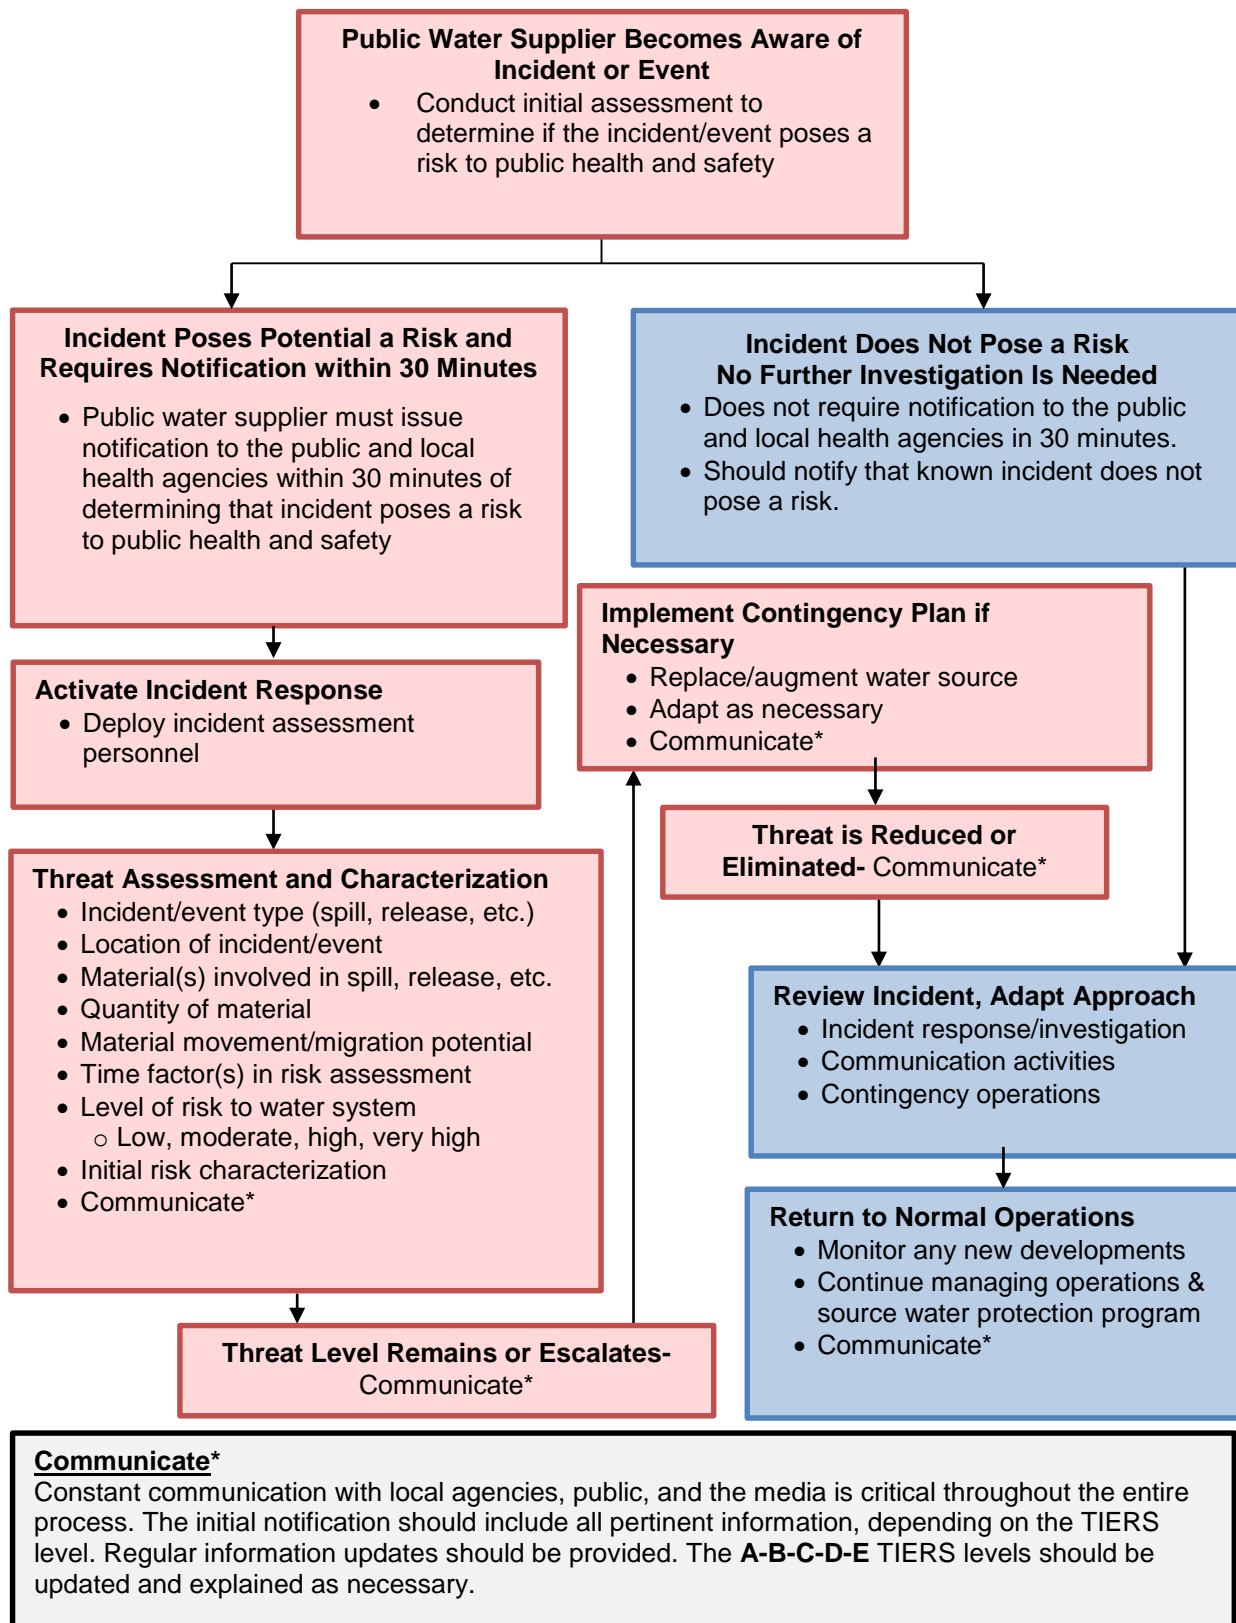 Public Water Supplier Becomes Aware of
Incident or Event
• Conduct initial assessment to
determine if the incident/event poses a
risk to public health and safety
Incident Poses Potential a Risk and
Requires Notification within 30 Minutes
• Public water supplier must issue
notification to the public and local
health agencies within 30 minutes of
determining that incident poses a risk
to public health and safety
Incident Does Not Pose a Risk
No Further Investigation Is Needed
• Does not require notification to the public
and local health agencies in 30 minutes.
• Should notify that known incident does not
pose a risk.
Activate Incident Response
• Deploy incident assessment
personnel
Threat Assessment and Characterization
• Incident/event type (spill, release, etc.)
• Location of incident/event
• Material(s) involved in spill, release, etc.
• Quantity of material
• Material movement/migration potential
• Time factor(s) in risk assessment
• Level of risk to water system
o Low, moderate, high, very high
• Initial risk characterization
• Communicate*
Threat Level Remains or Escalates-
Communicate*
Implement Contingency Plan if
Necessary
• Replace/augment water source
• Adapt as necessary
• Communicate*
Threat is Reduced or
Eliminated- Communicate*
Review Incident, Adapt Approach
• Incident response/investigation
• Communication activities
• Contingency operations
Return to Normal Operations
• Monitor any new developments
• Continue managing operations &
source water protection program
• Communicate*
Communicate*
Constant communication with local agencies, public, and the media is critical throughout the entire
process. The initial notification should include all pertinent information, depending on the TIERS
level. Regular information updates should be provided. The A-B-C-D-E TIERS levels should be
updated and explained as necessary.